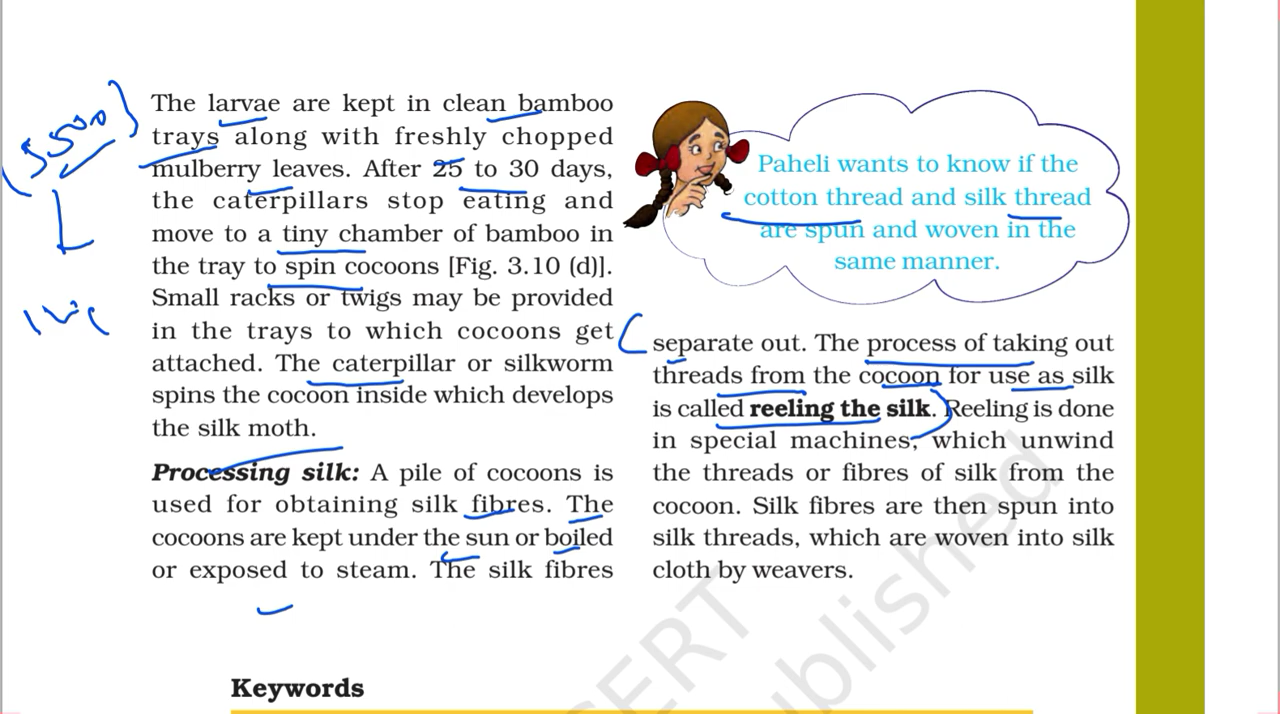 The larvae are kept in clean bamboo
trays along with freshly chopped
mulberry leaves. After 25 to 30 days,
the caterpillars stop eating and
move to a tiny chamber of bamboo in
the tray to spin cocoons [Fig. 3.10 (d)].
Small racks or twigs may be provided
in the trays to which cocoons get
attached. The caterpillar or silkworm
spins the cocoon inside which develops
the silk moth.
Processing silk: A pile of cocoons is
used for obtaining silk fibres. The
cocoons are kept under the sun or boiled
or exposed to steam. The silk fibres
Paheli wants to know if the
cotton thread and silk thread
are spun and woven in the
same manner.
separate out. The process of taking out
threads from the cocoon for use as silk
is called reeling the silk. Reeling is done
in special machines, which unwind
the threads or fibres of silk from the
cocoon. Silk fibres are then spun into
silk threads, which are woven into silk
cloth by weavers.
Keywords